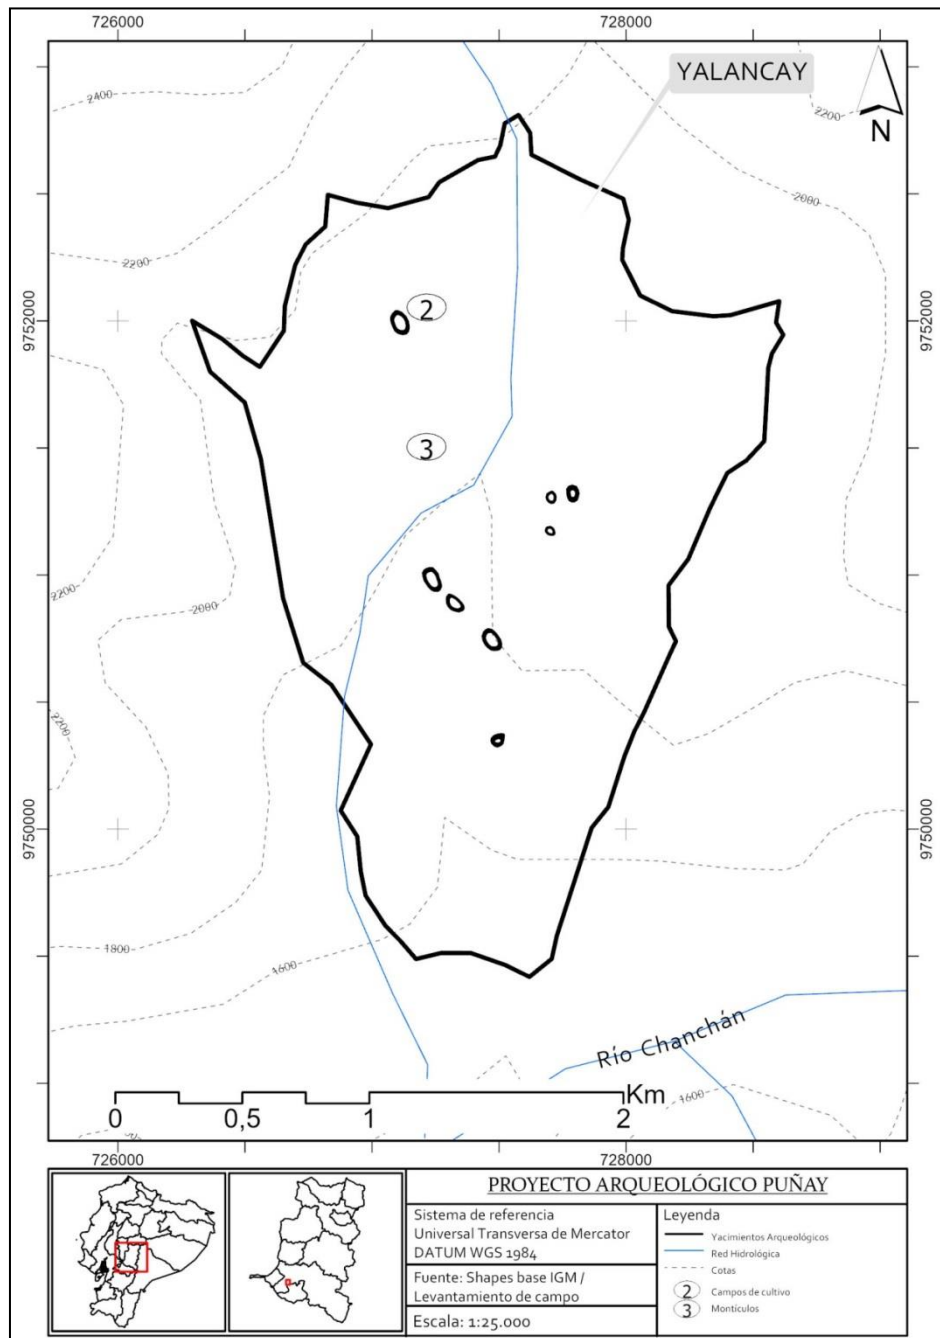 726000
728000
YALANCAY
N
2400
2200
2000
2200
9752000
9752000
2
3
2200
2000
2200
9750000
9750000
1800
1600
Río Chanchán
1600
Km
0
0,5
1
2
726000
728000
PROYECTO ARQUEOLÓGICO PUÑAY
Sistema de referencia
Universal Transversa de Mercator
DATUM WGS 1984
Fuente: Shapes base IGM /
Levantamiento de campo
Escala: 1:25.000
Leyenda
Yacimientos Arqueológicos
Red Hidrológica
Cotas
2 Campos de cultivo
3 Montículos